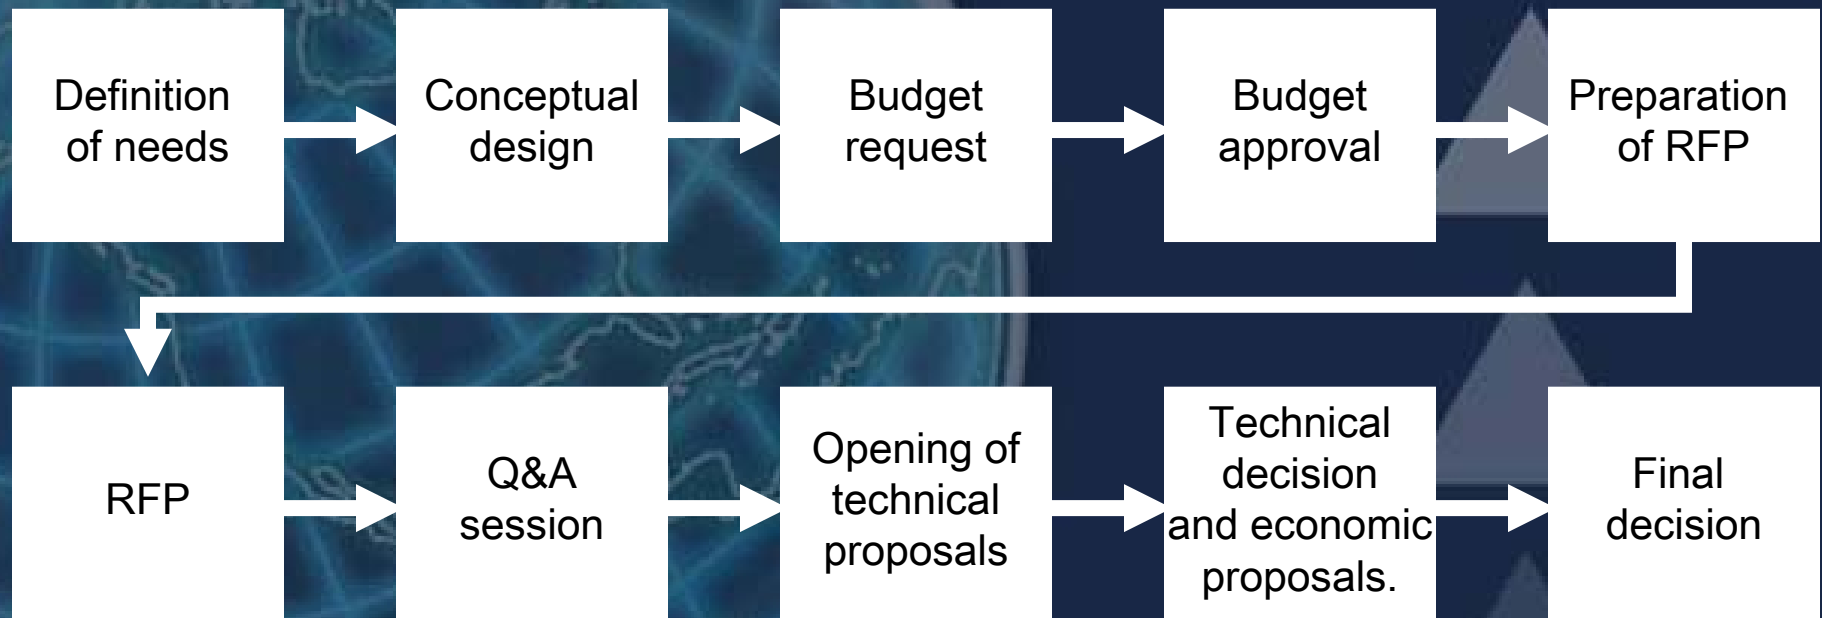 Definition
of needs
Conceptual
design
Budget
request
Budget
approval
Preparation
of RFP
RFP
Q&A
session
Opening of
technical
proposals
Technical
decision
and economic
proposals.
Final
decision